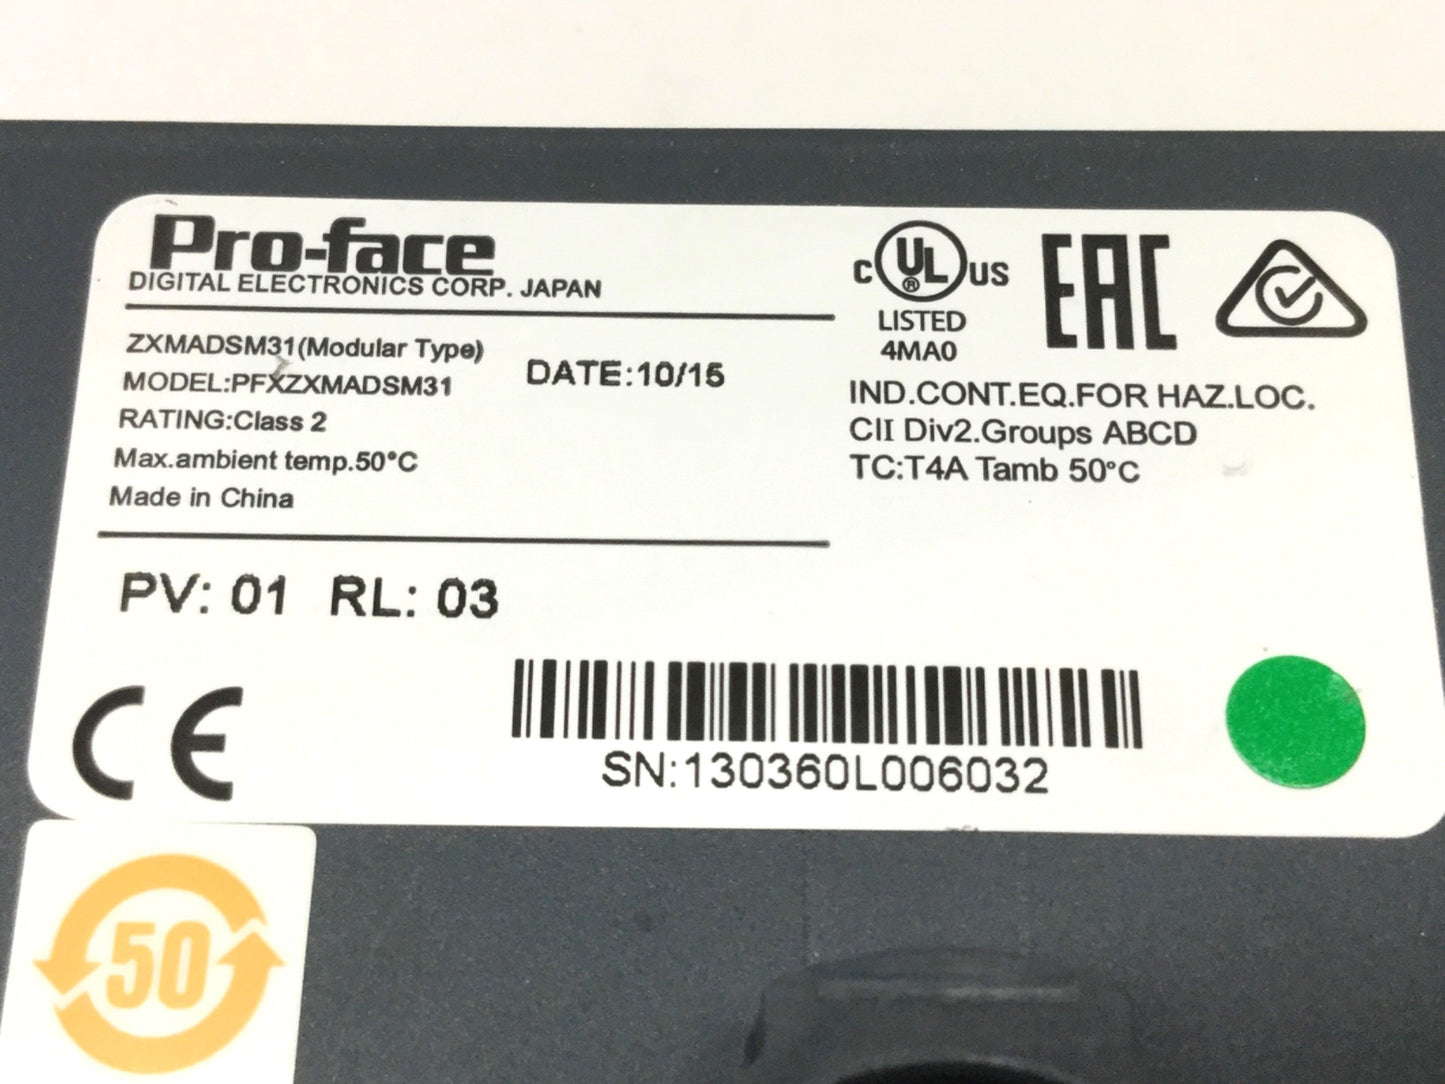 Pro-face
DIGITAL ELECTRONICS CORP. JAPAN
ZXMADSM31(Modular Type)
MODEL:PFXZXMADSM31
RATING:Class 2
Max.ambient temp.50°C
Made in China
DATE:10/15
C UL® US
LISTED
4MA0
EAC
IND.CONT.EQ.FOR HAZ.LOC.
CII Div2.Groups ABCD
TC:T4A Tamb 50°C
PV: 01 RL: 03
CE
SN:130360L006032
50